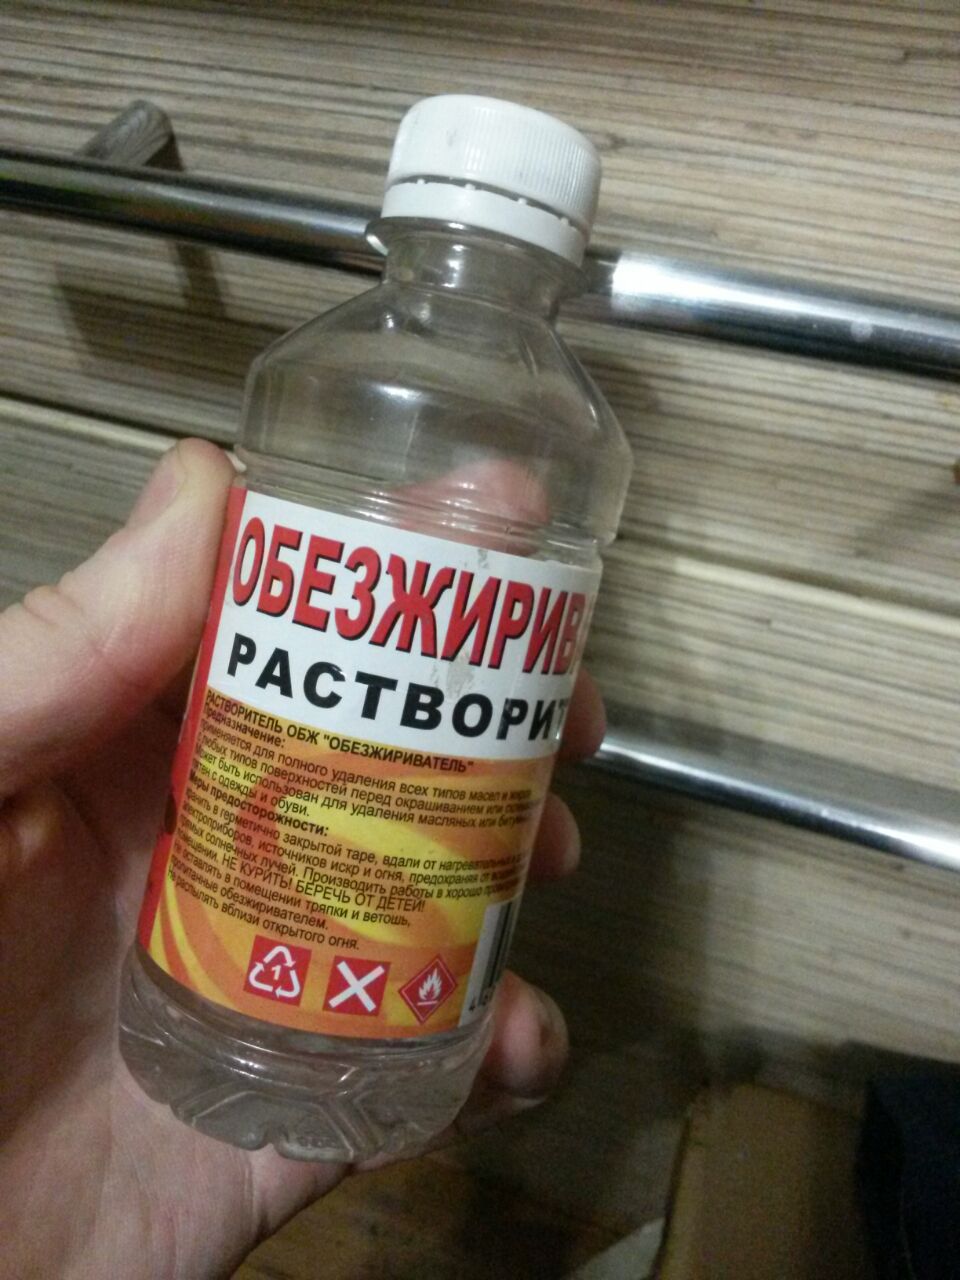 ОБЕЗЖИРИВ
РАСТВОРИТ
РАСТВОРИТЕЛЬ ОБЖ "ОБЕЗЖИРИВАТЕЛЬ"
Предназначение:
применяется для полного удаления всех типов масел и жиров
с любых типов поверхностей перед окрашиванием или
Может быть использован для удаления масляных или
пятен с одежды и обуви.
Меры предосторожности:
хранить в герметично закрытой таре, вдали от
электроприборов, источников искр и огня, предохраняя от
прямых солнечных лучей. Производить работы в хорошо
помещении. НЕ КУРИТЬ! БЕРЕЧЬ ОТ ДЕТЕЙ!
Не оставлять в помещении тряпки и ветошь,
пропитанные обезжиривателем.
Не распылять вблизи открытого огня.
1